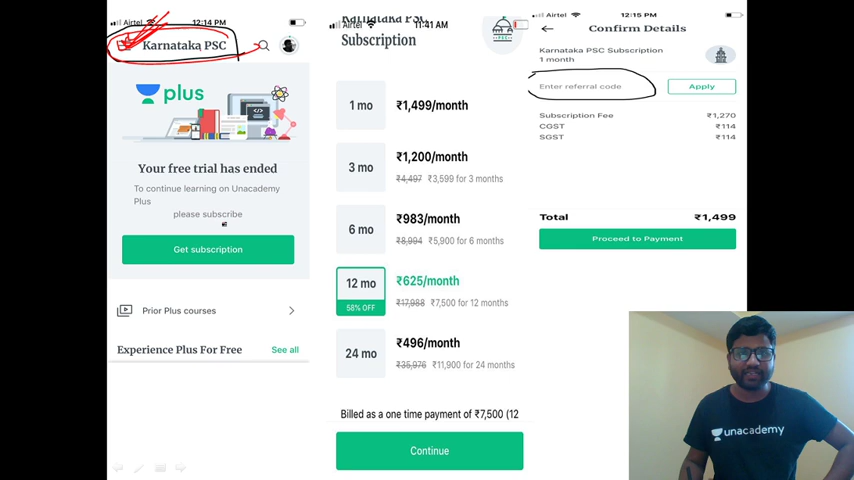 Airtel
12:14 PM
Karnataka PSC
plus
Your free trial has ended
To continue learning on Unacademy
Plus
please subscribe
Get subscription
Prior Plus courses
Experience Plus For Free
See all
Karnataka PSC
Airtel
11:41 AM
Subscription
1 mo
₹1,499/month
3 mo
₹1,200/month
₹4,497 ₹3,599 for 3 months
6 mo
₹983/month
₹8,994 ₹5,900 for 6 months
12 mo
58% OFF
₹625/month
₹17,988 ₹7,500 for 12 months
24 mo
₹496/month
₹35,976 ₹11,900 for 24 months
Billed as a one time payment of ₹7,500 (12
Continue
Airtel
12:15 PM
Confirm Details
Karnataka PSC Subscription
1 month
Enter referral code
Apply
Subscription Fee ₹1,270
CGST ₹114
SGST ₹114
Total ₹1,499
Proceed to Payment
unacademy